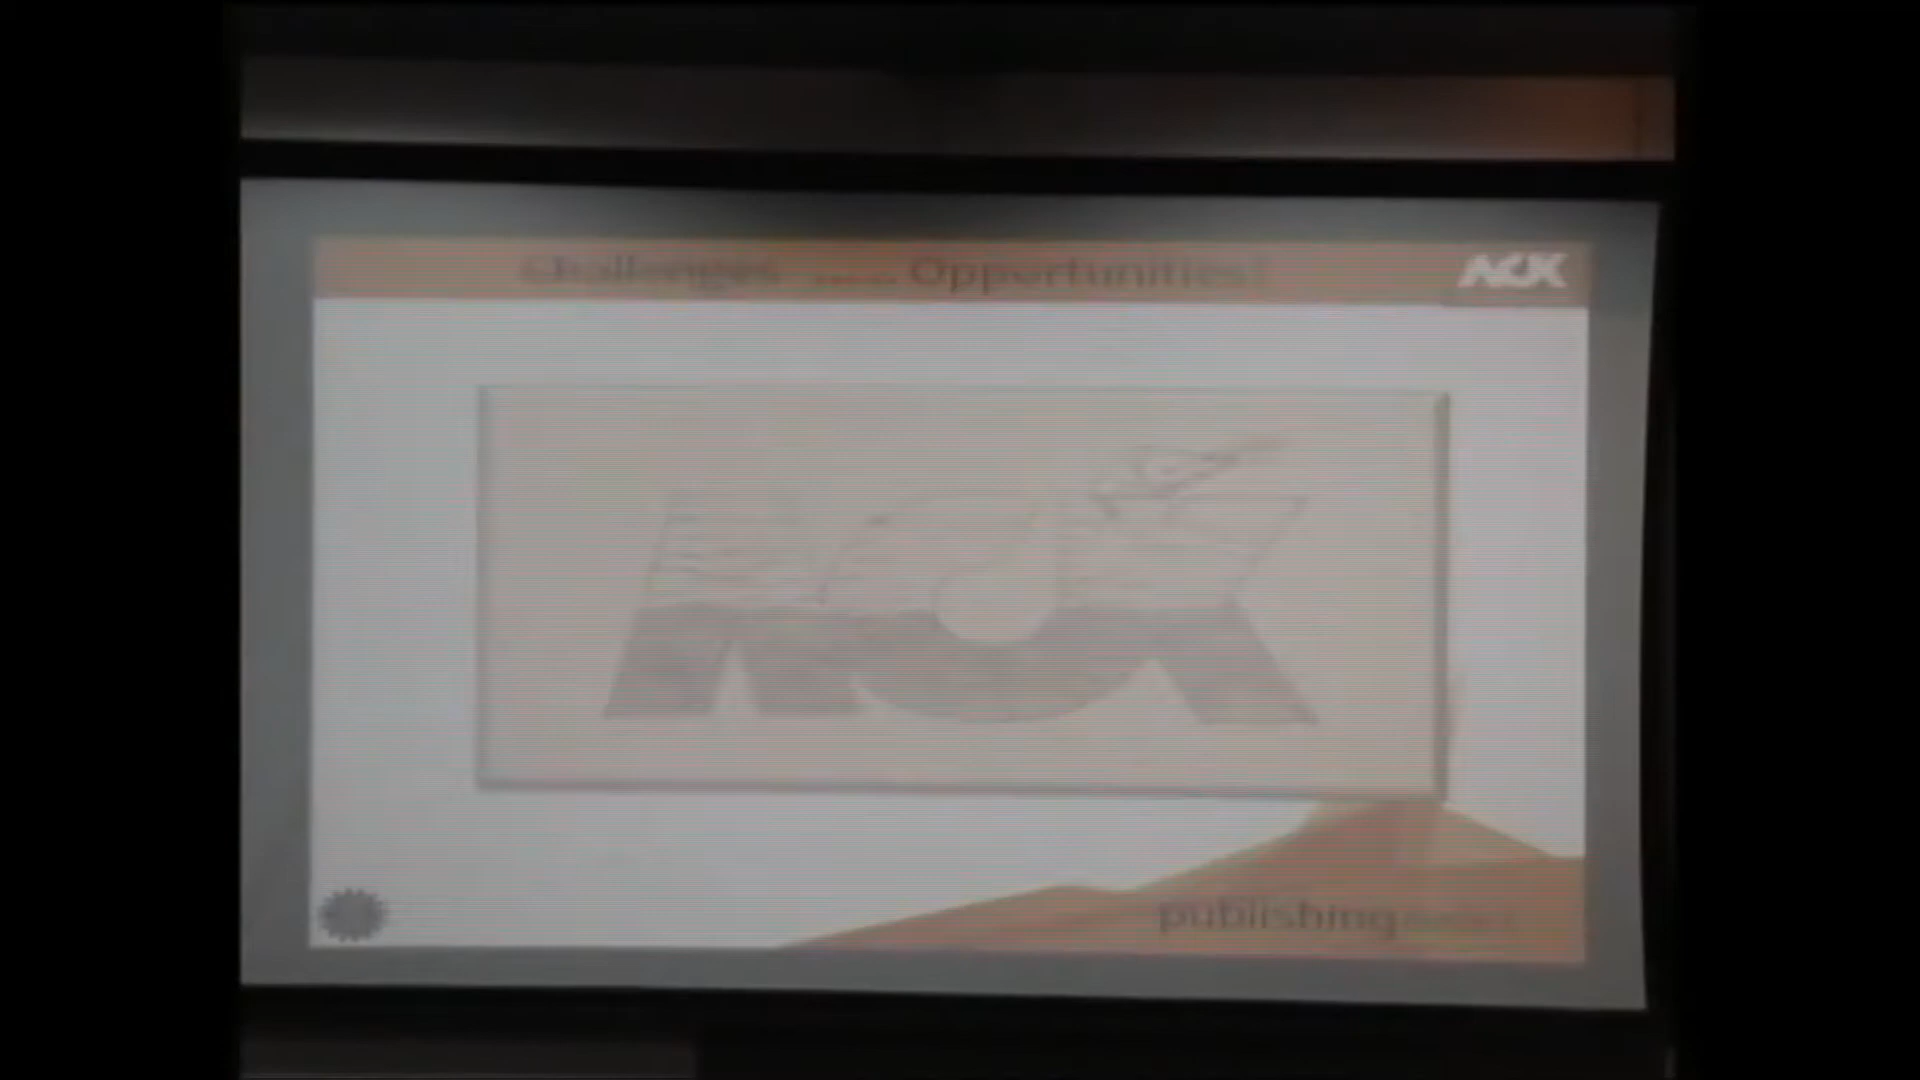 Challenges ..... Opportunities!
ACK
ACK
publishing